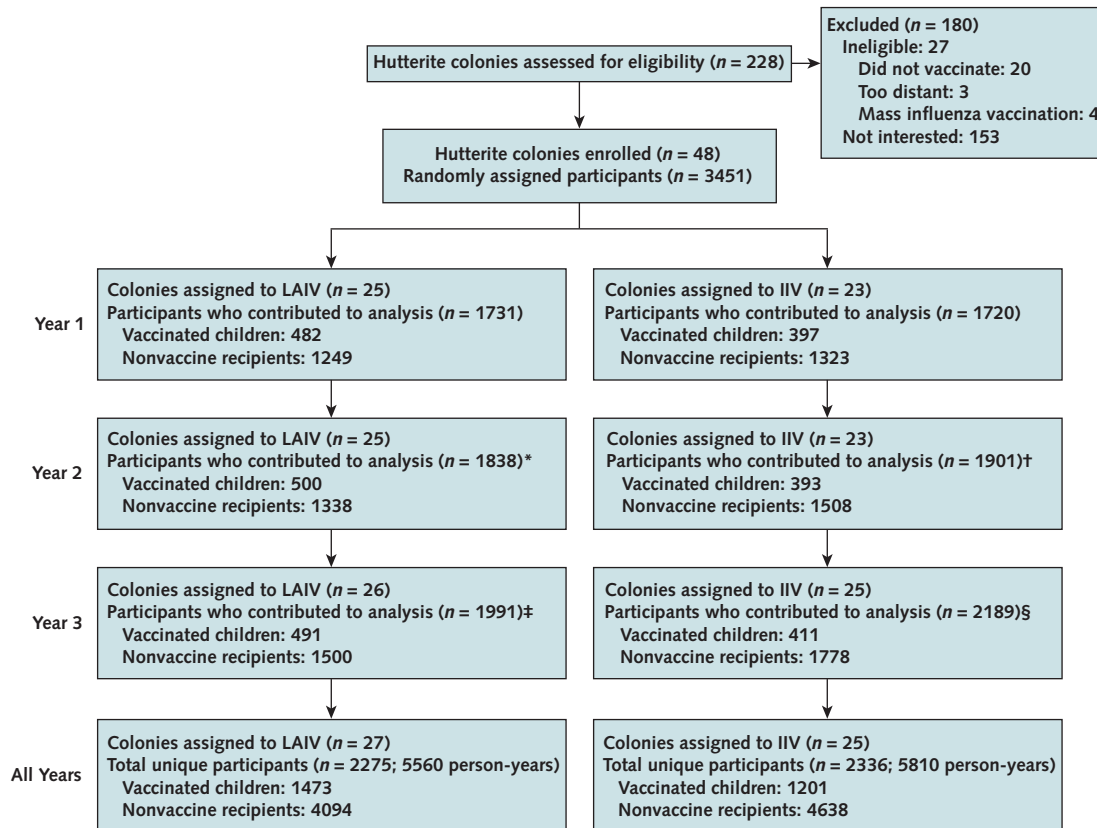 Hutterite colonies assessed for eligibility (n = 228)
Excluded (n = 180)
Ineligible: 27
Did not vaccinate: 20
Too distant: 3
Mass influenza vaccination: 4
Not interested: 153
Hutterite colonies enrolled (n = 48)
Randomly assigned participants (n = 3451)
Year 1
Colonies assigned to LAIV (n = 25)
Participants who contributed to analysis (n = 1731)
Vaccinated children: 482
Nonvaccine recipients: 1249
Colonies assigned to IIV (n = 23)
Participants who contributed to analysis (n = 1720)
Vaccinated children: 397
Nonvaccine recipients: 1323
Year 2
Colonies assigned to LAIV (n = 25)
Participants who contributed to analysis (n = 1838)*
Vaccinated children: 500
Nonvaccine recipients: 1338
Colonies assigned to IIV (n = 23)
Participants who contributed to analysis (n = 1901)†
Vaccinated children: 393
Nonvaccine recipients: 1508
Year 3
Colonies assigned to LAIV (n = 26)
Participants who contributed to analysis (n = 1991)‡
Vaccinated children: 491
Nonvaccine recipients: 1500
Colonies assigned to IIV (n = 25)
Participants who contributed to analysis (n = 2189)§
Vaccinated children: 411
Nonvaccine recipients: 1778
All Years
Colonies assigned to LAIV (n = 27)
Total unique participants (n = 2275; 5560 person-years)
Vaccinated children: 1473
Nonvaccine recipients: 4094
Colonies assigned to IIV (n = 25)
Total unique participants (n = 2336; 5810 person-years)
Vaccinated children: 1201
Nonvaccine recipients: 4638